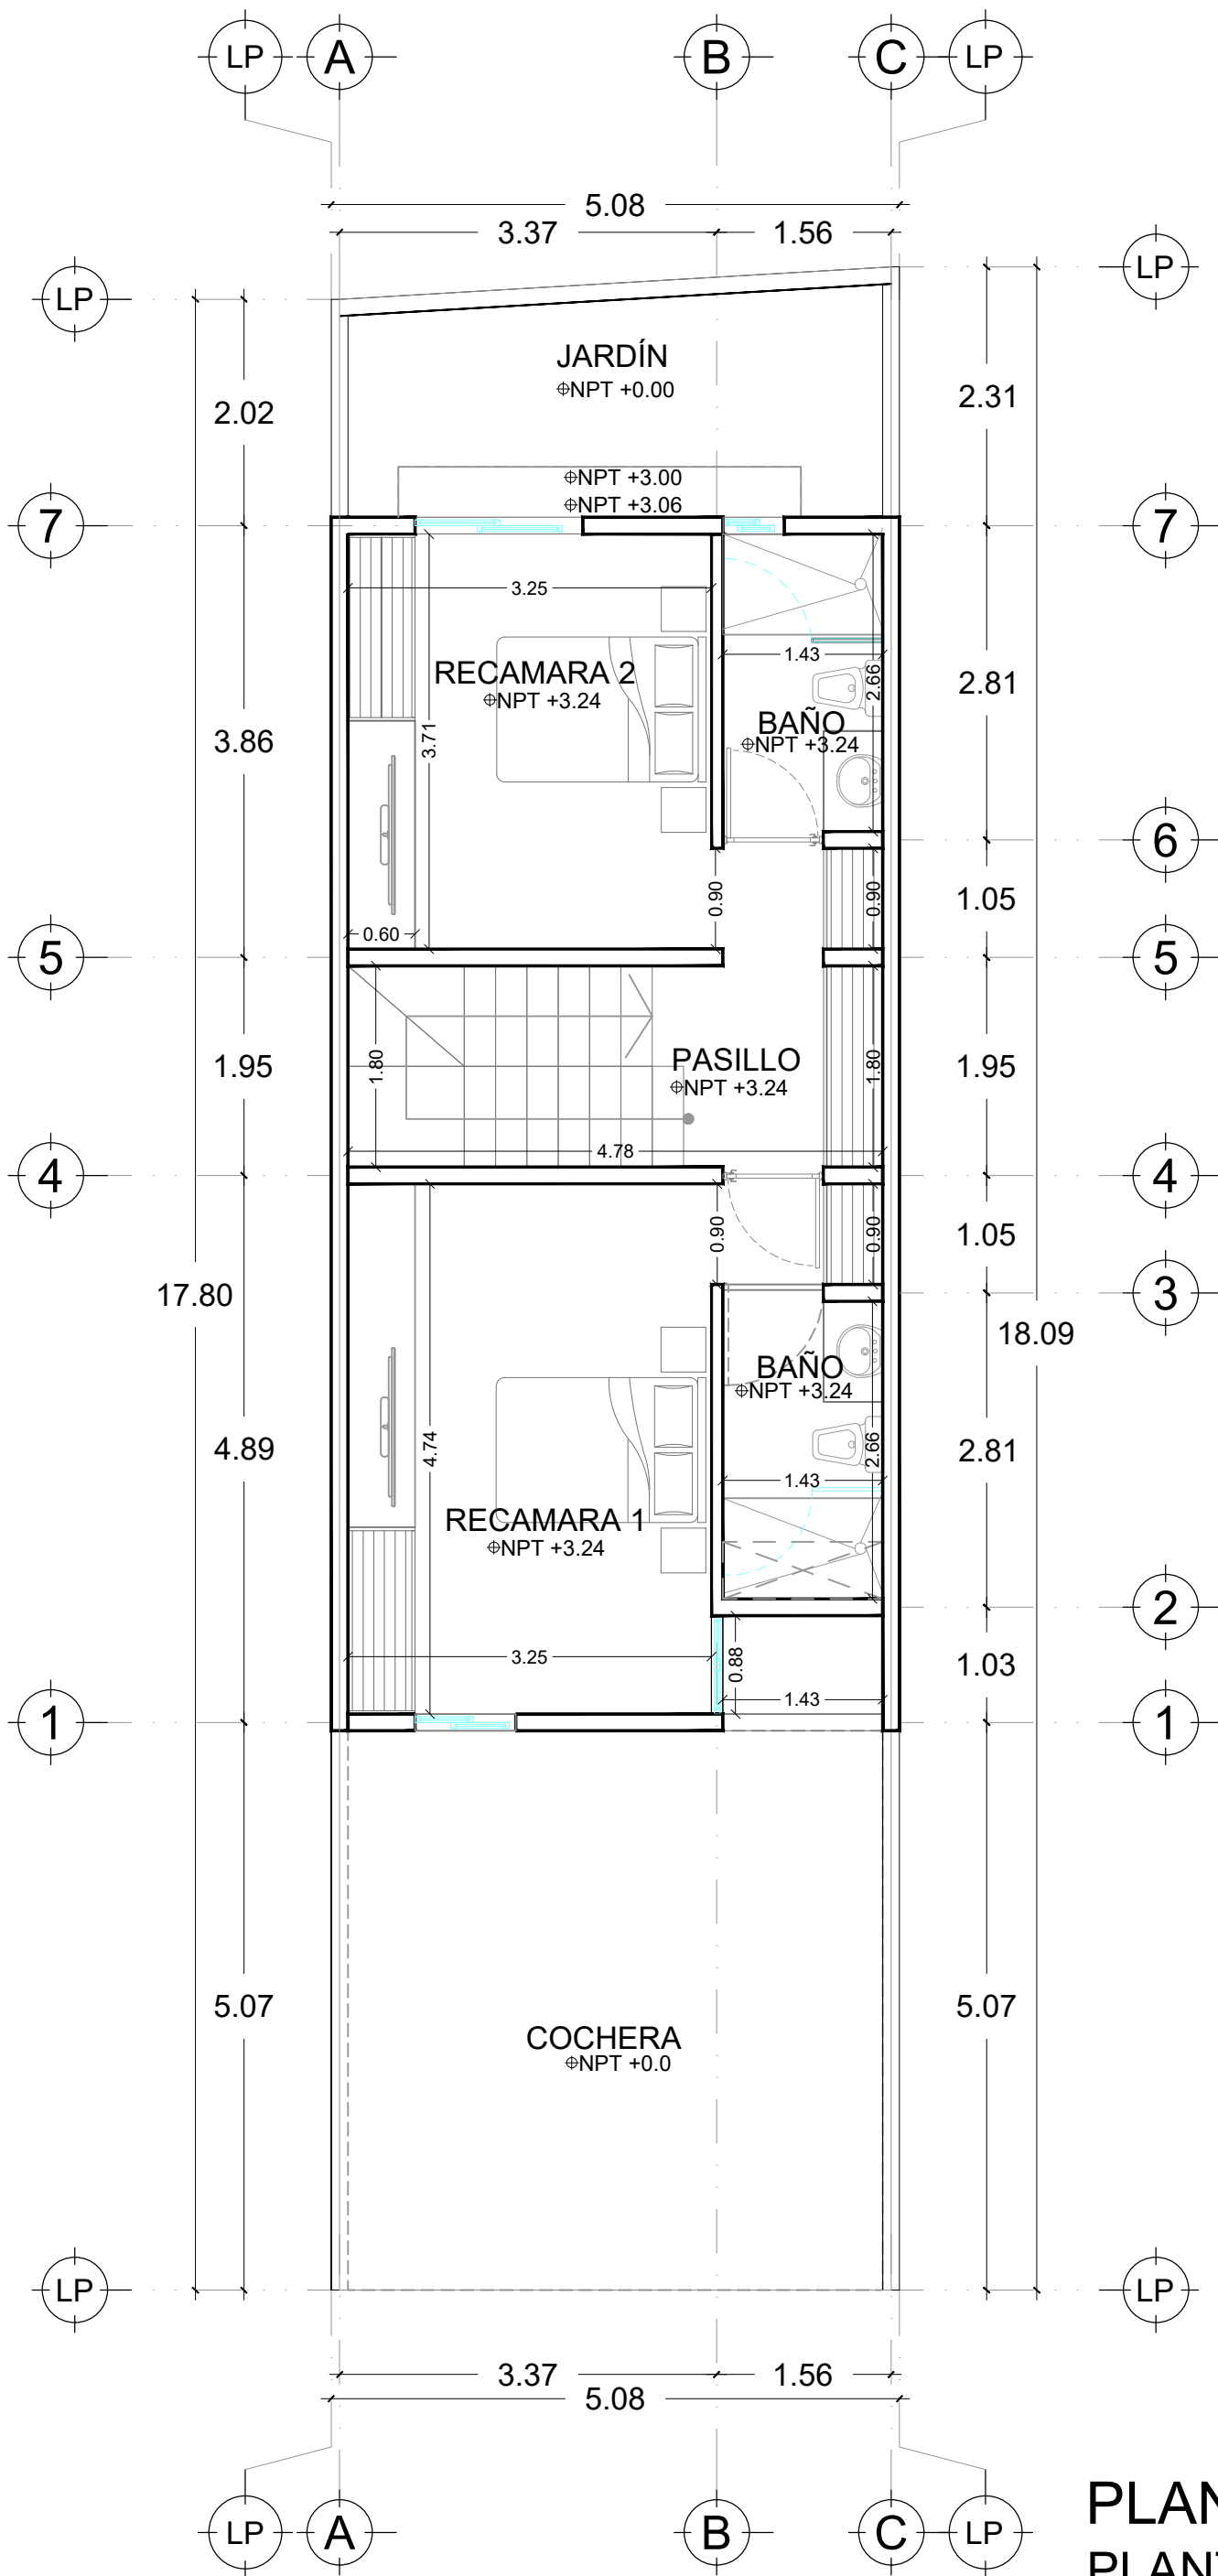 LP A B C LP
5.08
3.37 1.56
LP LP
JARDÍN
NPT +0.00
2.02 2.31
NPT +3.00
NPT +3.06
7 7
3.25
1.43
RECAMARA 2
NPT +3.24
2.66
2.81
BAÑO
NPT +3.24
3.86
3.71
6
0.90 0.90
1.05
0.60
5 5
1.95 1.80 PASILLO 1.80 1.95
NPT +3.24
4.78
4 4
0.90 0.90
1.05
17.80 3
18.09
BAÑO
NPT +3.24
4.89 4.74 2.66 2.81
1.43
RECAMARA 1
NPT +3.24
2
3.25 0.88 1.03
1.43
1 1
5.07 5.07
COCHERA
NPT +0.0
LP LP
3.37 1.56
5.08
LP A B C LP